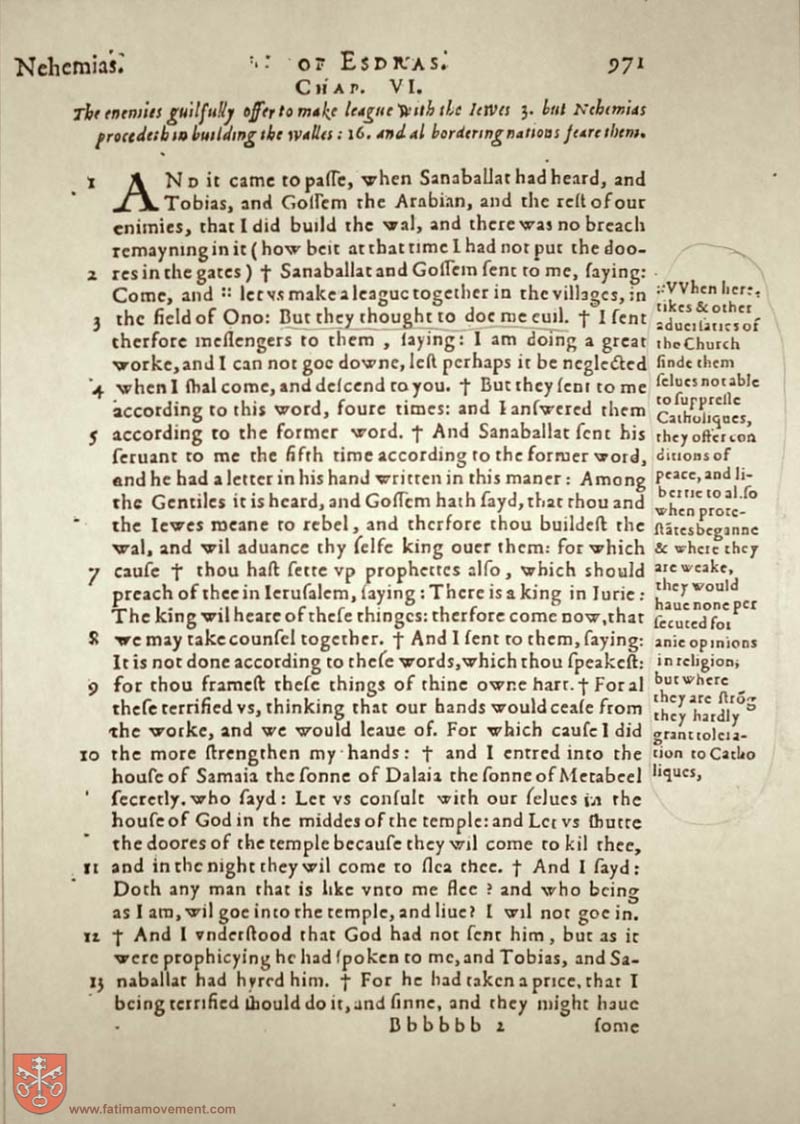 Nehemias.
OF ESDRAS.
971
CHAP. VI.
The enemies guilfully offer to make league with the Iewes 3. but Nehemias
procedeth in building the walles: 16. and al bordering nations feare them.
1 AND it came to passe, when Sanaballat had heard, and
Tobias, and Gossem the Arabian, and the rest of our
enimies, that I did build the wal, and there was no breach
remayning in it (how beit at that time I had not put the doo-
2 res in the gates) † Sanaballat and Gossem sent to me, saying:
Come, and :: let vs make a league together in the villages, in
3 the field of Ono: But they thought to doe me euil. † I sent
therfore messengers to them, saying: I am doing a great
worke, and I can not goe downe, lest perhaps it be neglected
4 when I shal come, and descend to you. † But they sent to me
according to this word, foure times: and I answered them
5 according to the former word. † And Sanaballat sent his
seruant to me the fifth time according to the former word,
and he had a letter in his hand written in this maner: Among
the Gentiles it is heard, and Gossem hath sayd, that thou and
the Iewes meane to rebel, and therfore thou buildest the
wal, and wil aduance thy selfe king ouer them: for which
7 cause † thou hast sette vp prophettes also, which should
preach of thee in Ierusalem, saying: There is a king in Iurie:
The king wil heare of these thinges: therfore come now, that
8 we may take counsel together. † And I sent to them, saying:
It is not done according to these words, which thou speakest:
9 for thou framest these things of thine owne hart. † For al
these terrified vs, thinking that our hands would cease from
the worke, and we would leaue of. For which cause I did
10 the more strengthen my hands: † and I entred into the
house of Samaia the sonne of Dalaia the sonne of Metabeel
secretly. who sayd: Let vs consult with our selues in the
house of God in the middes of the temple: and Let vs shutte
the doores of the temple because they wil come to kil thee,
11 and in the night they wil come to slea thee. † And I sayd:
Doth any man that is like vnto me flee? and who being
as I am, wil goe into the temple, and liue? I wil not goe in.
12 † And I vnderstood that God had not sent him, but as it
were prophicying he had spoken to me, and Tobias, and Sa-
13 naballat had hyred him. † For he had taken a price, that I
being terrified should do it, and sinne, and they might haue
Bbbbbb 2
some
:: VVhen here,
tikes & other
aduersaries of
the Church
finde them
selues not able
to suppresse
Catholiques,
they offer con
ditions of
peace, and li-
bertie to al. so
when prote-
stãtes beganne
& where they
are weake,
they would
haue none per
secuted for
anie opinions
in religion;
but where
they are strõg
they hardly
grant tolera-
tion to Catho
liques,
www.fatimamovement.com